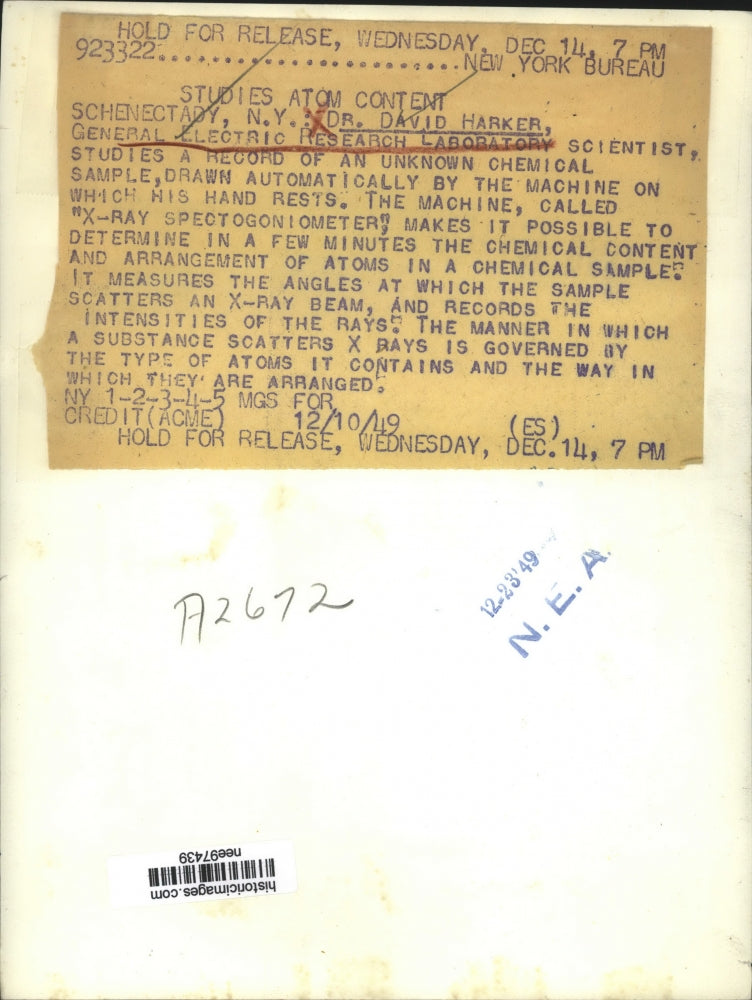 HOLD FOR RELEASE, WEDNESDAY, DEC 14, 7 PM
923322......................NEW YORK BUREAU
STUDIES ATOM CONTENT
SCHENECTADY, N.Y.: DR. DAVID HARKER,
GENERAL ELECTRIC RESEARCH LABORATORY SCIENTIST,
STUDIES A RECORD OF AN UNKNOWN CHEMICAL
SAMPLE, DRAWN AUTOMATICALLY BY THE MACHINE ON
WHICH HIS HAND RESTS. THE MACHINE, CALLED
"X-RAY SPECTOGONIOMETER", MAKES IT POSSIBLE TO
DETERMINE IN A FEW MINUTES THE CHEMICAL CONTENT
AND ARRANGEMENT OF ATOMS IN A CHEMICAL SAMPLE.
IT MEASURES THE ANGLES AT WHICH THE SAMPLE
SCATTERS AN X-RAY BEAM, AND RECORDS THE
INTENSITIES OF THE RAYS. THE MANNER IN WHICH
A SUBSTANCE SCATTERS X RAYS IS GOVERNED BY
THE TYPE OF ATOMS IT CONTAINS AND THE WAY IN
WHICH THEY ARE ARRANGED.
NY 1-2-3-4-5 MGS FOR
CREDIT (ACME) 12/10/49 (ES)
HOLD FOR RELEASE, WEDNESDAY, DEC. 14, 7 PM
12-23'49
N. E. A.
A2672
historicimages.com
nee97439